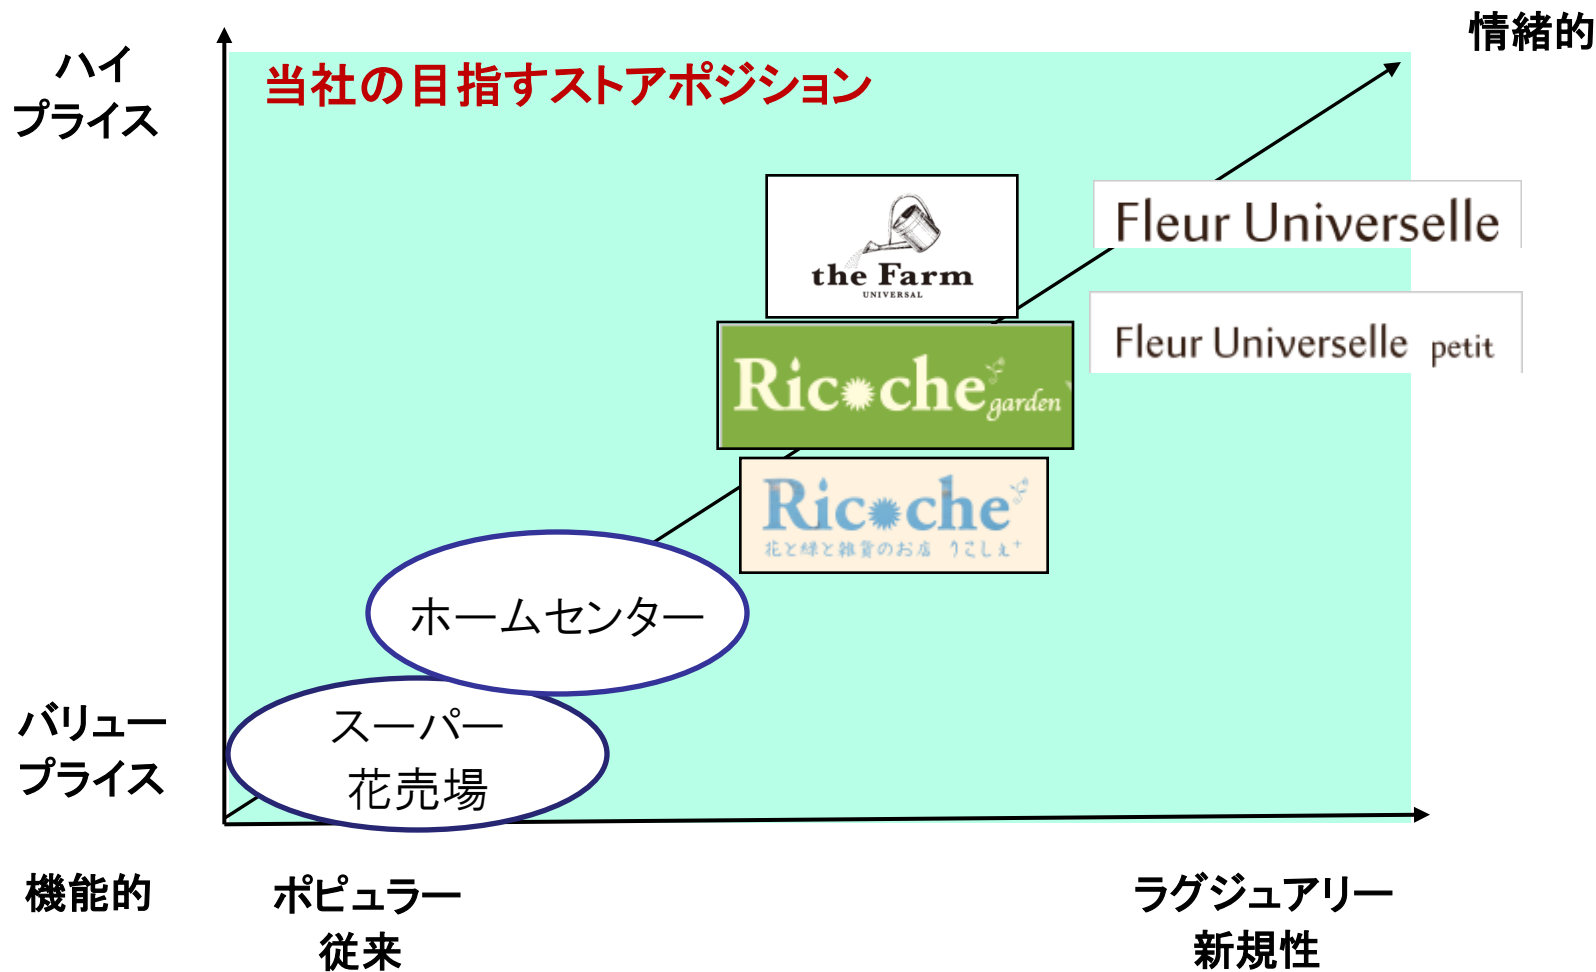 情緒的
ハイ
プライス
当社の目指すストアポジション
the Farm
UNIVERSAL
Fleur Universelle
Fleur Universelle petit
Ricoche garden
Ricoche
花と緑と雑貨のお店 りこしぇ+
ホームセンター
スーパー
花売場
バリュー
プライス
機能的
ポピュラー
従来
ラグジュアリー
新規性